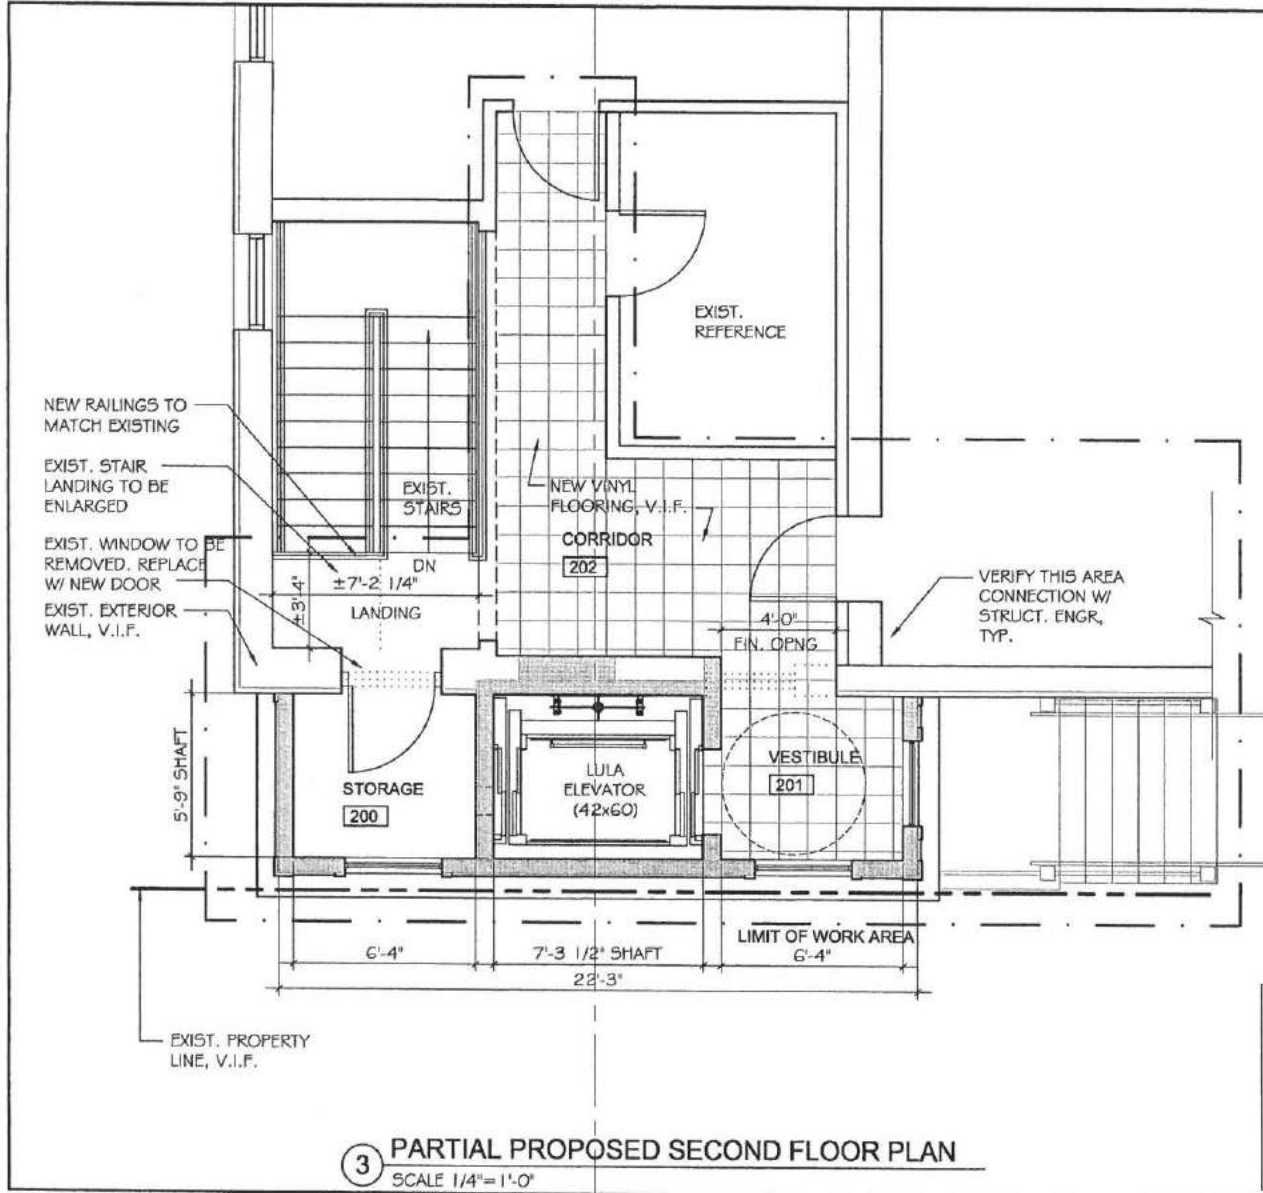 EXIST.
REFERENCE
NEW RAILINGS TO
MATCH EXISTING
EXIST. STAIR
LANDING TO BE
ENLARGED
EXIST. WINDOW TO BE
REMOVED. REPLACE
W/ NEW DOOR
EXIST. EXTERIOR
WALL, V.I.F.
EXIST.
STAIRS
DN
±7'-2 1/4"
±3'-4"
LANDING
NEW VINYL
FLOORING, V.I.F.
CORRIDOR
202
4'-0"
FIN. OPNG
VERIFY THIS AREA
CONNECTION W/
STRUCT. ENGR,
TYP.
5'-9" SHAFT
STORAGE
200
LULA
ELEVATOR
(42x60)
VESTIBULE
201
LIMIT OF WORK AREA
6'-4"
7'-3 1/2" SHAFT
6'-4"
22'-3"
EXIST. PROPERTY
LINE, V.I.F.
3 PARTIAL PROPOSED SECOND FLOOR PLAN
SCALE 1/4"=1'-0"